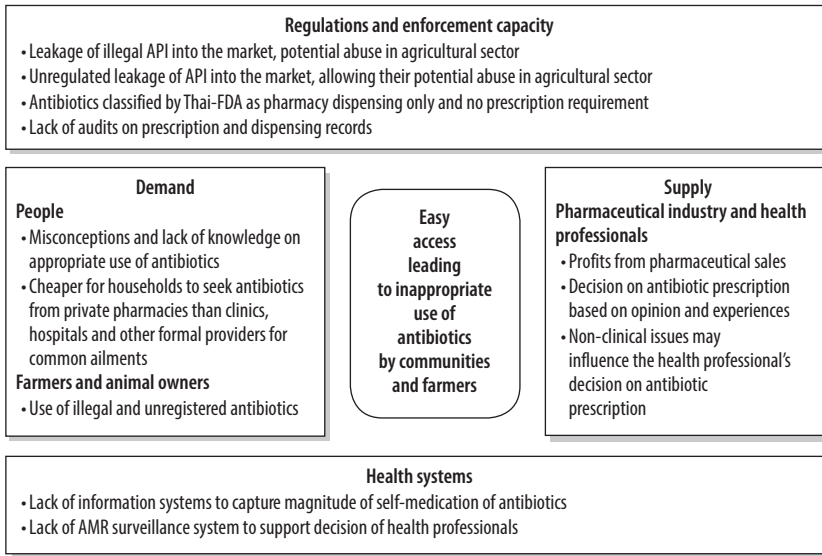 Regulations and enforcement capacity
• Leakage of illegal API into the market, potential abuse in agricultural sector
• Unregulated leakage of API into the market, allowing their potential abuse in agricultural sector
• Antibiotics classified by Thai-FDA as pharmacy dispensing only and no prescription requirement
• Lack of audits on prescription and dispensing records
Demand
People
• Misconceptions and lack of knowledge on
appropriate use of antibiotics
• Cheaper for households to seek antibiotics
from private pharmacies than clinics,
hospitals and other formal providers for
common ailments
Farmers and animal owners
• Use of illegal and unregistered antibiotics
Easy
access
leading
to inappropriate
use of
antibiotics
by communities
and farmers
Supply
Pharmaceutical industry and health
professionals
• Profits from pharmaceutical sales
• Decision on antibiotic prescription
based on opinion and experiences
• Non-clinical issues may
influence the health professional's
decision on antibiotic
prescription
Health systems
• Lack of information systems to capture magnitude of self-medication of antibiotics
• Lack of AMR surveillance system to support decision of health professionals